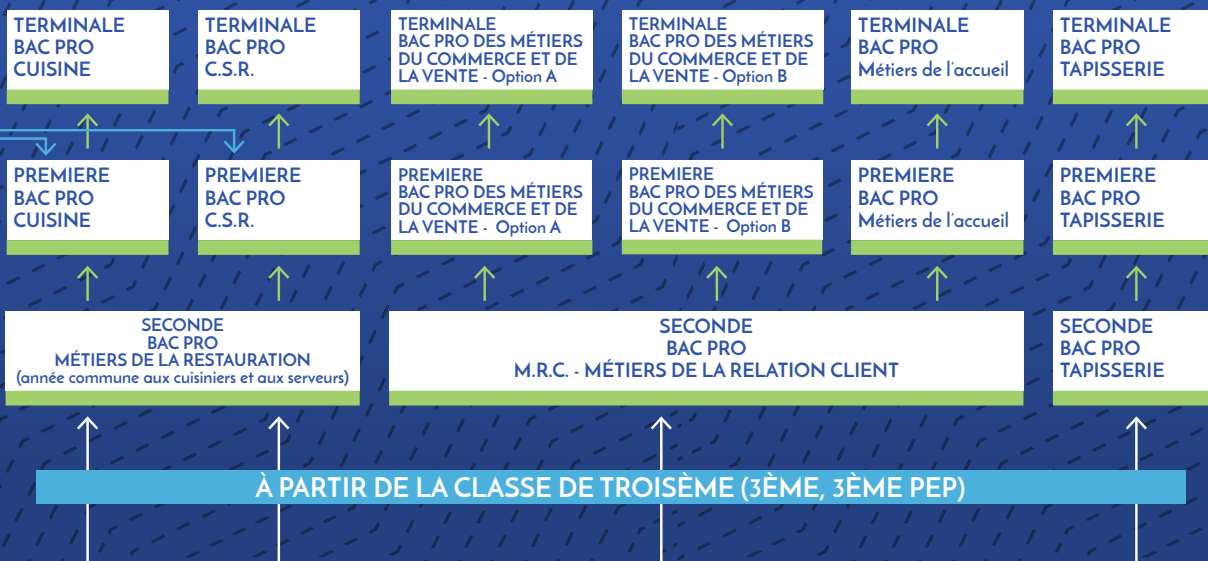 TERMINALE
BAC PRO
CUISINE
TERMINALE
BAC PRO
C.S.R.
TERMINALE
BAC PRO DES MÉTIERS
DU COMMERCE ET DE
LA VENTE - Option A
TERMINALE
BAC PRO DES MÉTIERS
DU COMMERCE ET DE
LA VENTE - Option B
TERMINALE
BAC PRO
Métiers de l'accueil
TERMINALE
BAC PRO
TAPISSERIE
PREMIERE
BAC PRO
CUISINE
PREMIERE
BAC PRO
C.S.R.
PREMIERE
BAC PRO DES MÉTIERS
DU COMMERCE ET DE
LA VENTE - Option A
PREMIERE
BAC PRO DES MÉTIERS
DU COMMERCE ET DE
LA VENTE - Option B
PREMIERE
BAC PRO
Métiers de l'accueil
PREMIERE
BAC PRO
TAPISSERIE
SECONDE
BAC PRO
MÉTIERS DE LA RESTAURATION
(année commune aux cuisiniers et aux serveurs)
SECONDE
BAC PRO
M.R.C. - MÉTIERS DE LA RELATION CLIENT
SECONDE
BAC PRO
TAPISSERIE
À PARTIR DE LA CLASSE DE TROISÈME (3ÈME, 3ÈME PEP)